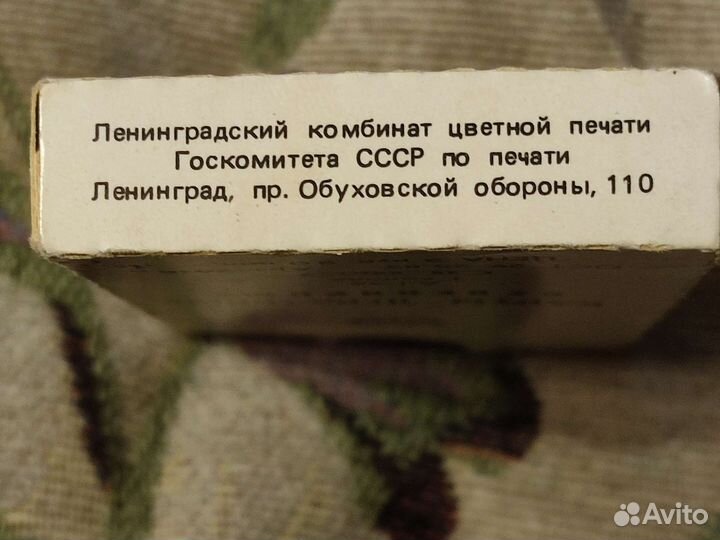 Ленинградский комбинат цветной печати
Госкомитета СССР по печати
Ленинград, пр. Обуховской обороны, 110
Avito